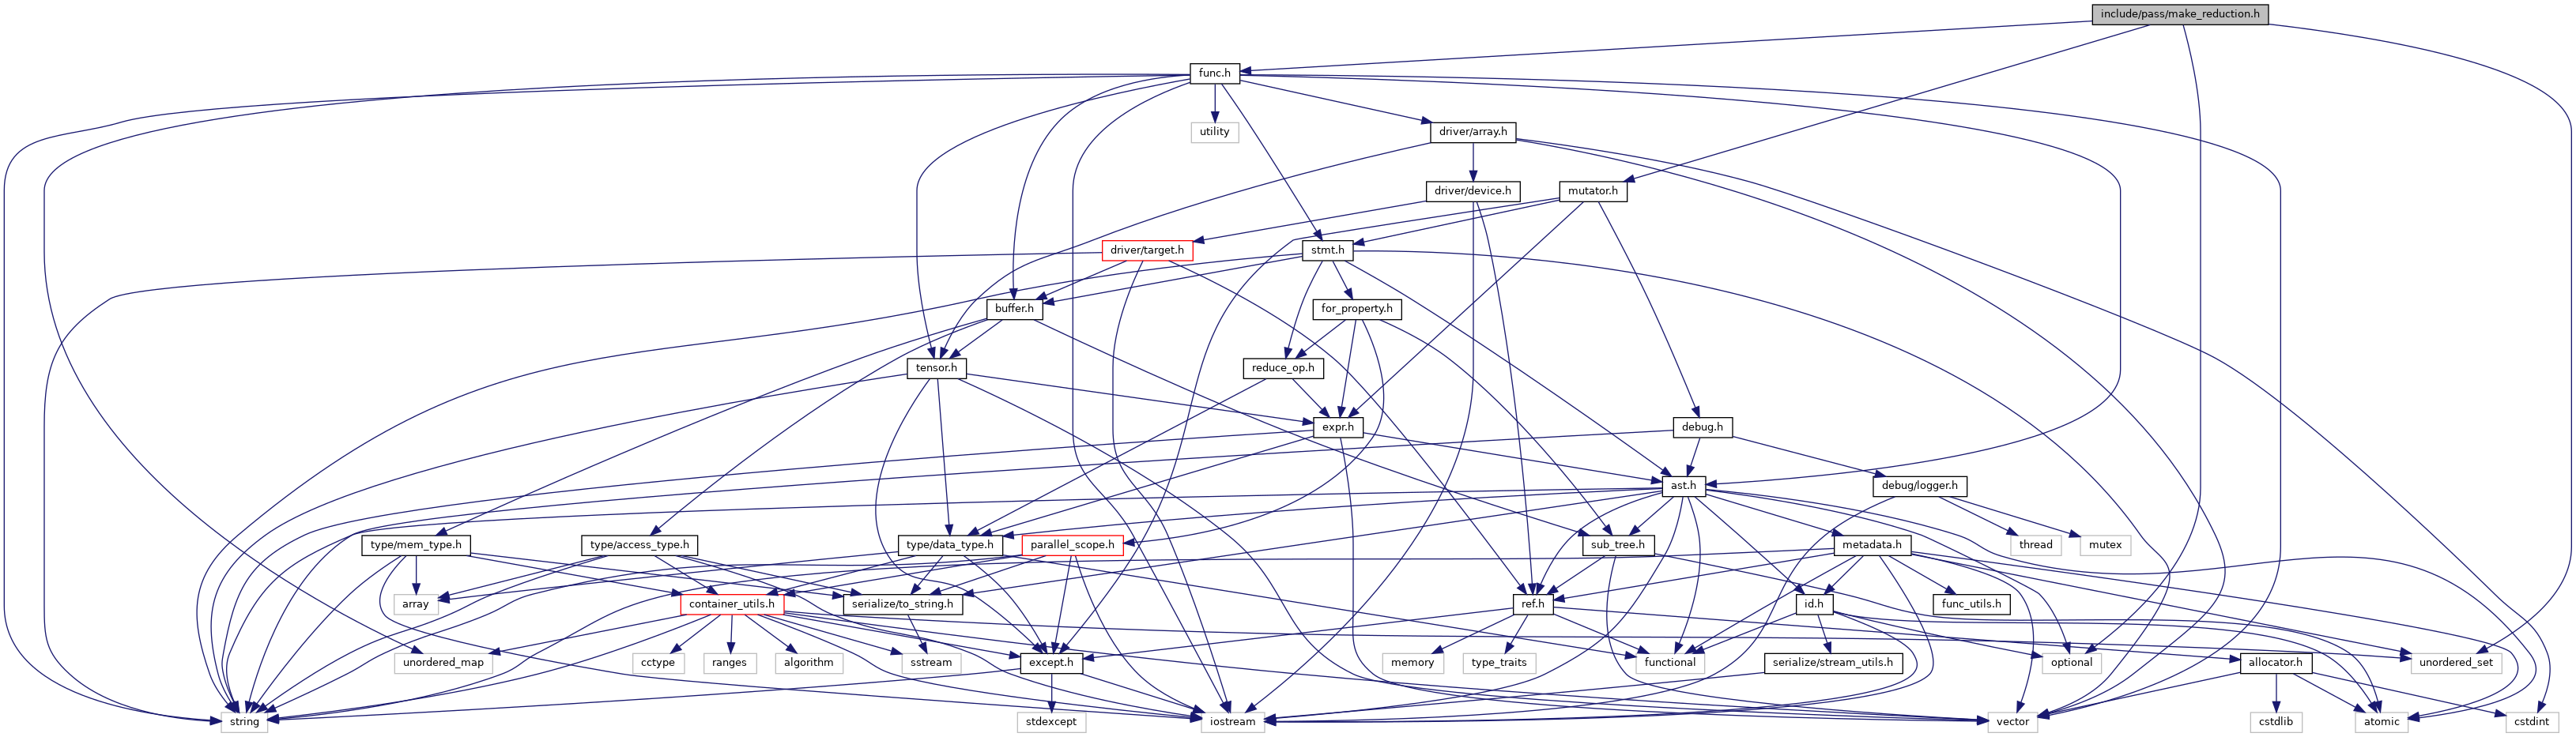 include/pass/make_reduction.h
func.h
utility
driver/array.h
driver/device.h
mutator.h
driver/target.h
stmt.h
buffer.h
for_property.h
tensor.h
reduce_op.h
expr.h
debug.h
ast.h
debug/logger.h
type/mem_type.h
type/access_type.h
type/data_type.h
parallel_scope.h
sub_tree.h
metadata.h
thread
mutex
array
container_utils.h
serialize/to_string.h
ref.h
id.h
func_utils.h
unordered_map
cctype
ranges
algorithm
sstream
except.h
memory
type_traits
functional
serialize/stream_utils.h
optional
allocator.h
unordered_set
string
stdexcept
iostream
vector
cstdlib
atomic
cstdint